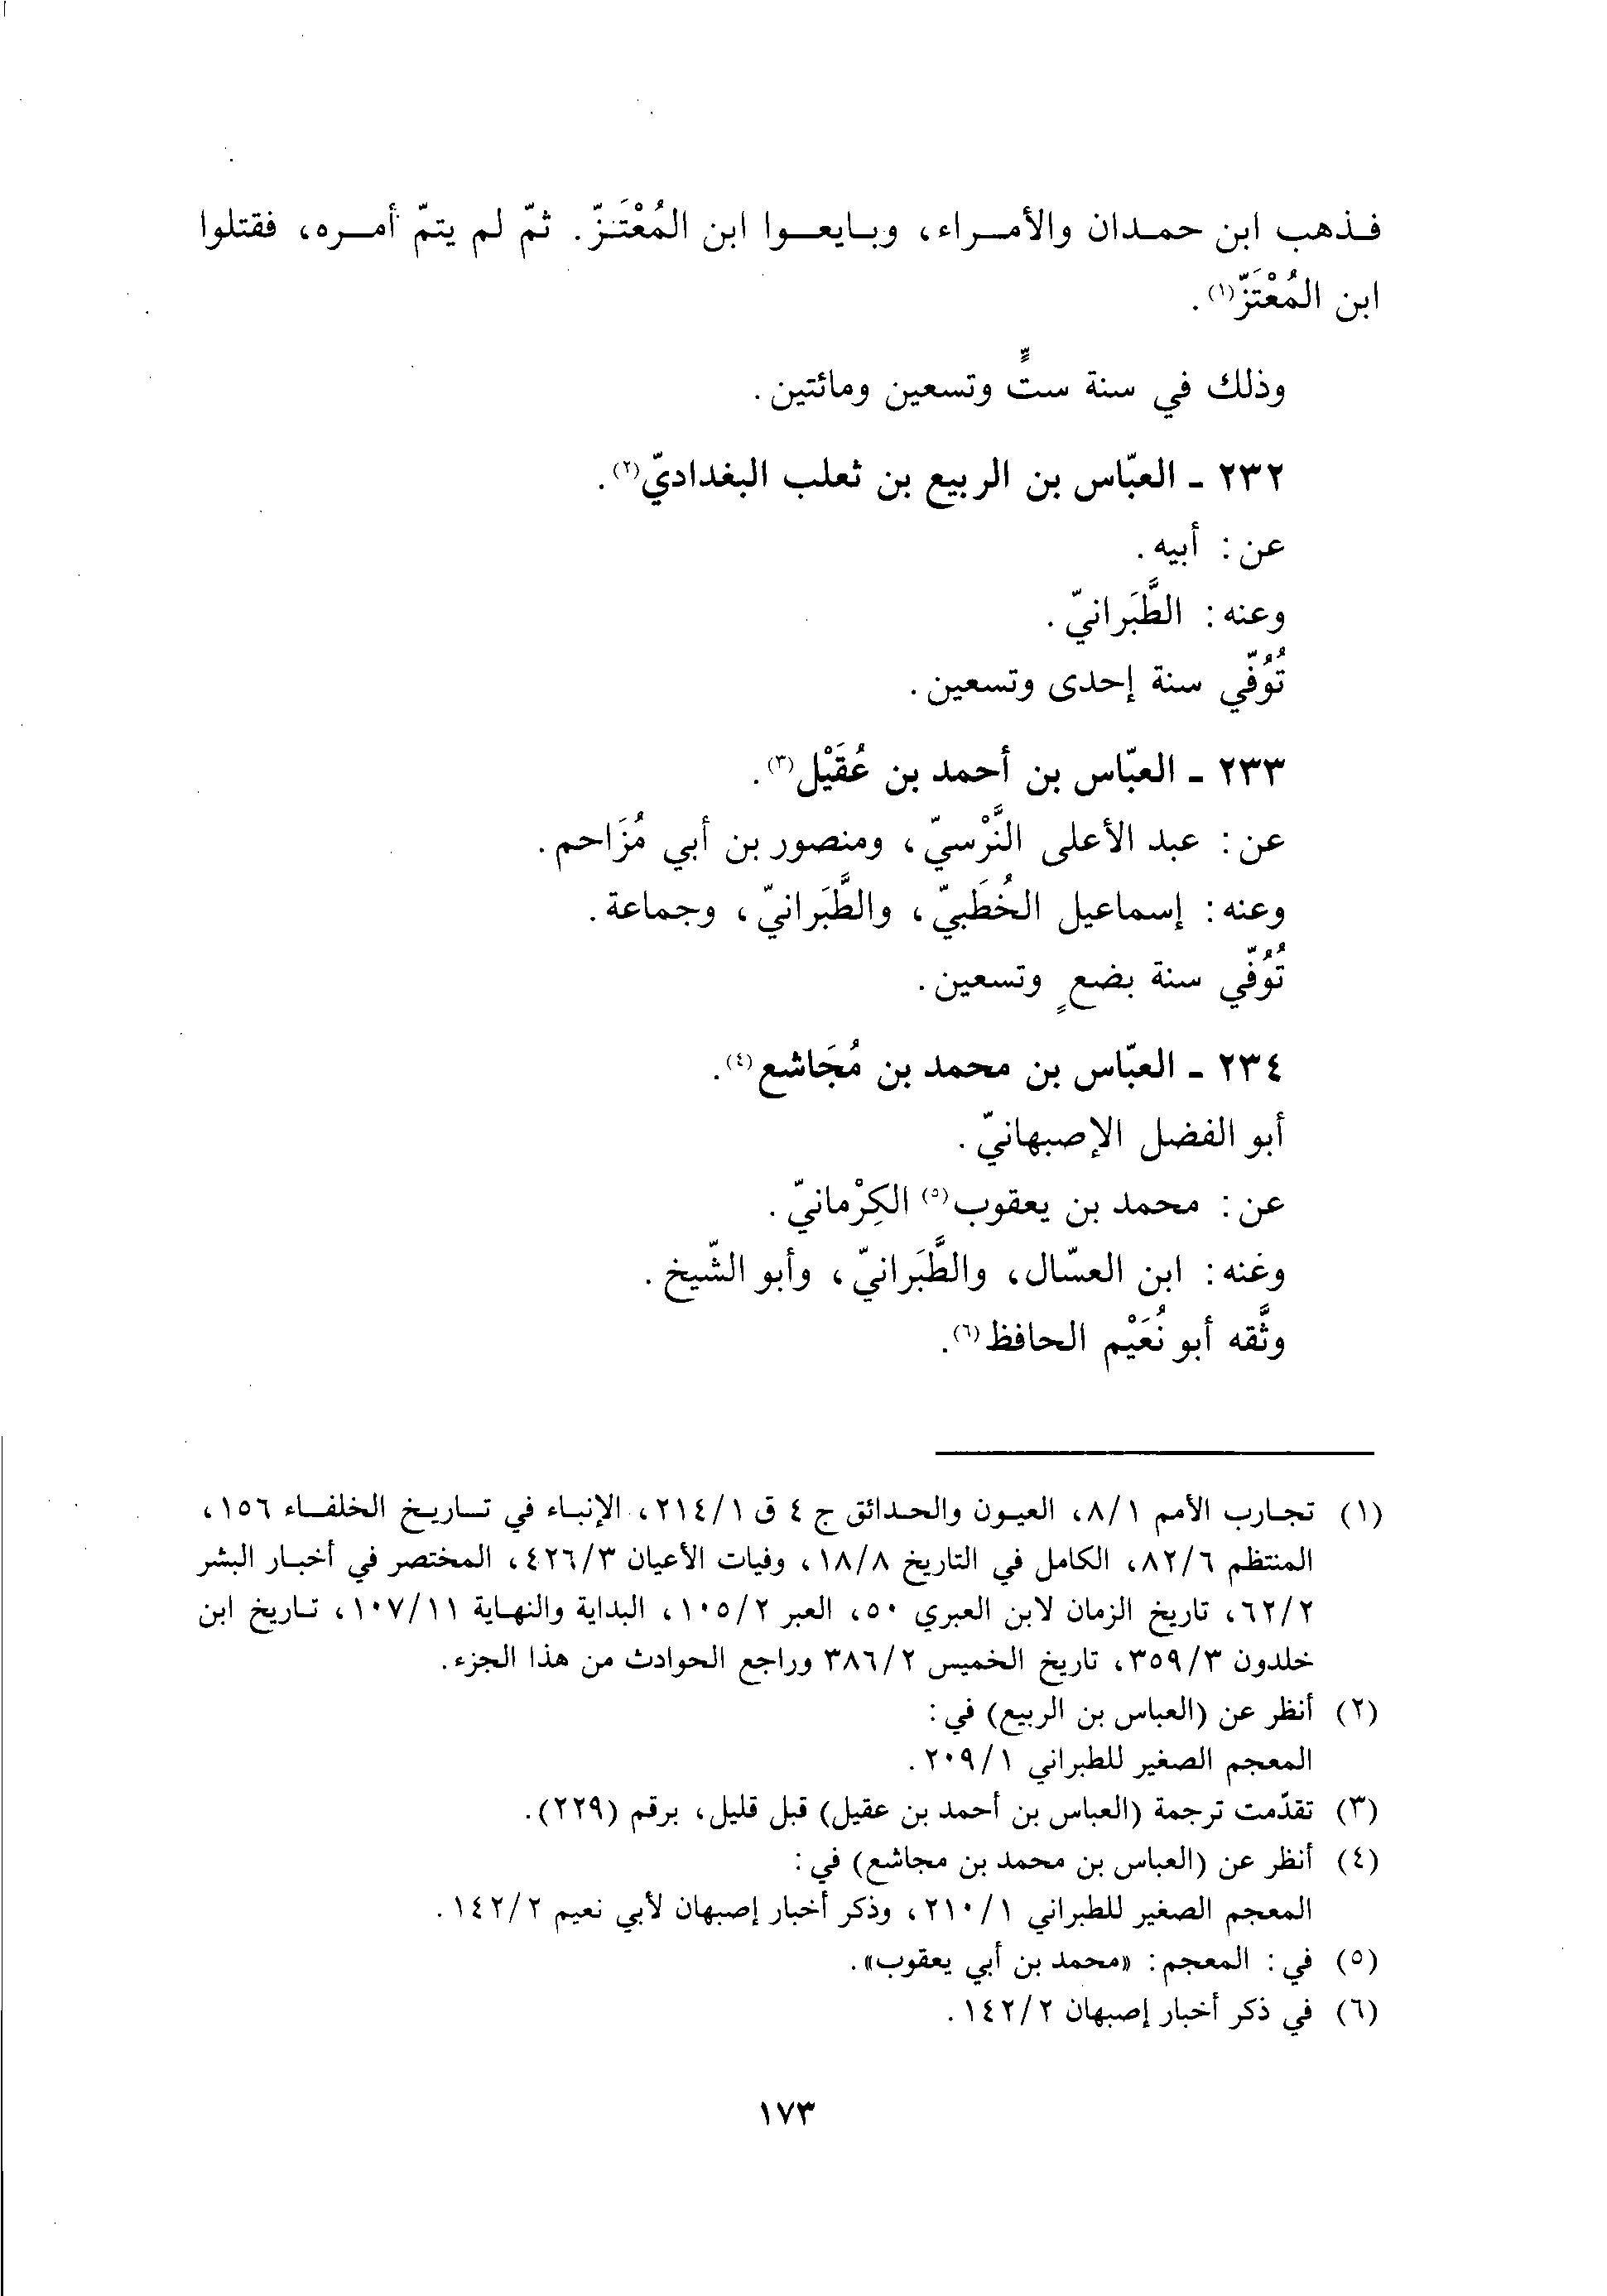 فذهب ابن حمدان والأمراء، وبايعوا ابن المُعْتَزّ. ثمّ لم يتمّ أمره، فقتلوا
ابن المُعْتَزّ(١).
وذلك في سنة ستٍّ وتسعين ومائتين.
٢٣٢ - العبّاس بن الربيع بن ثعلب البغداديّ(٢).
عن: أبيه.
وعنه: الطَّبَرانيّ.
تُوُفّي سنة إحدى وتسعين.
٢٣٣ - العبّاس بن أحمد بن عُقَيْل(٣).
عن: عبد الأعلى النَّرْسيّ، ومنصور بن أبي مُزَاحم.
وعنه: إسماعيل الخُطَبيّ، والطَّبَرانيّ، وجماعة.
تُوُفّي سنة بضعٍ وتسعين.
٢٣٤ - العبّاس بن محمد بن مُجَاشع(٤).
أبو الفضل الإصبهانيّ.
عن: محمد بن يعقوب(٥) الكِرْمانيّ.
وعنه: ابن العسّال، والطَّبَرانيّ، وأبو الشّيخ.
وثَّقه أبو نُعَيْم الحافظ(٦).
(١) تجارب الأمم ٨/١، العيون والحدائق ج ٤ ق ٢١٤/١، الإنباء في تاريخ الخلفاء ١٥٦،
المنتظم ٨٢/٦، الكامل في التاريخ ١٨/٨، وفيات الأعيان ٤٢٦/٣، المختصر في أخبار البشر
٦٢/٢، تاريخ الزمان لابن العبري ٥٠، العبر ١٠٥/٢، البداية والنهاية ١٠٧/١١، تاريخ ابن
خلدون ٣٥٩/٣، تاريخ الخميس ٣٨٦/٢ وراجع الحوادث من هذا الجزء.
(٢) أنظر عن (العباس بن الربيع) في:
المعجم الصغير للطبراني ٢٠٩/١.
(٣) تقدّمت ترجمة (العباس بن أحمد بن عقيل) قبل قليل، برقم (٢٢٩).
(٤) أنظر عن (العباس بن محمد بن مجاشع) في:
المعجم الصغير للطبراني ٢١٠/١، وذكر أخبار إصبهان لأبي نعيم ١٤٢/٢.
(٥) في: المعجم: «محمد بن أبي يعقوب».
(٦) في ذكر أخبار إصبهان ١٤٢/٢.
١٧٣